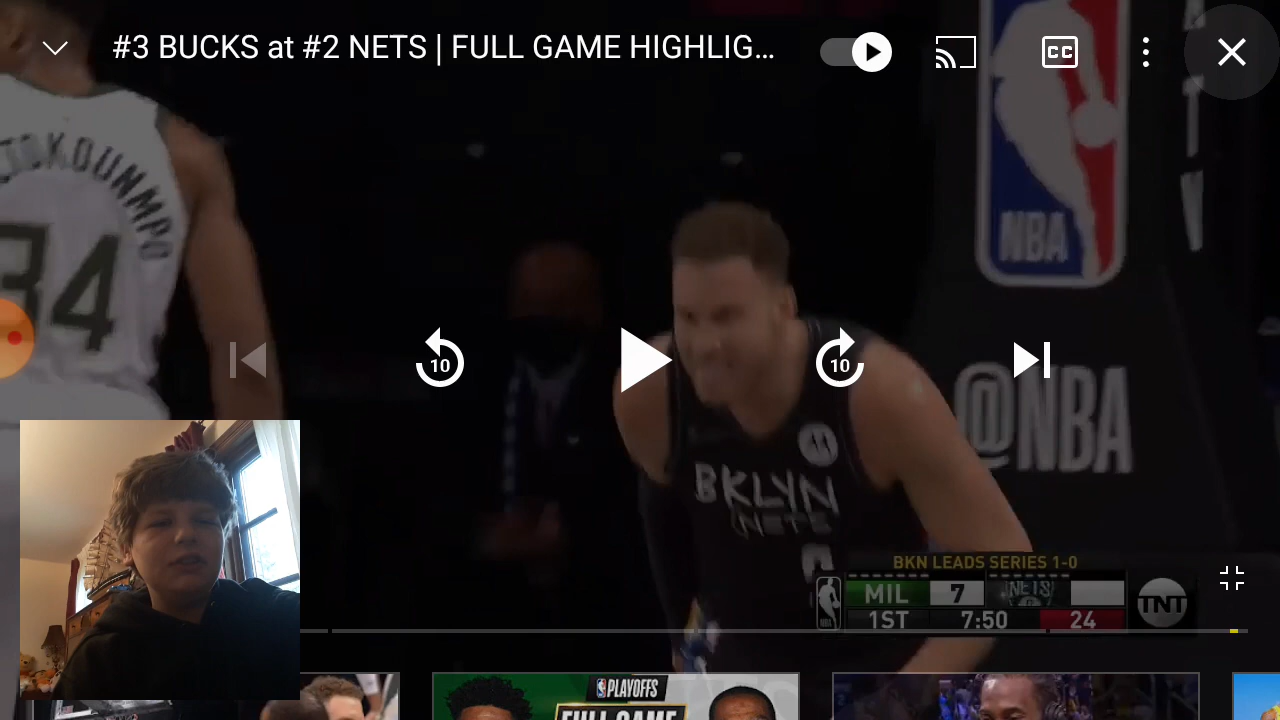 #3 BUCKS at #2 NETS | FULL GAME HIGHLIG…
CC
NBA
34
10
10
@NBA
BKLYN
NETS
BKN LEADS SERIES 1-0
MIL 7 NETS
1ST 7:50 24
TNT
PLAYOFFS
FULL GAME